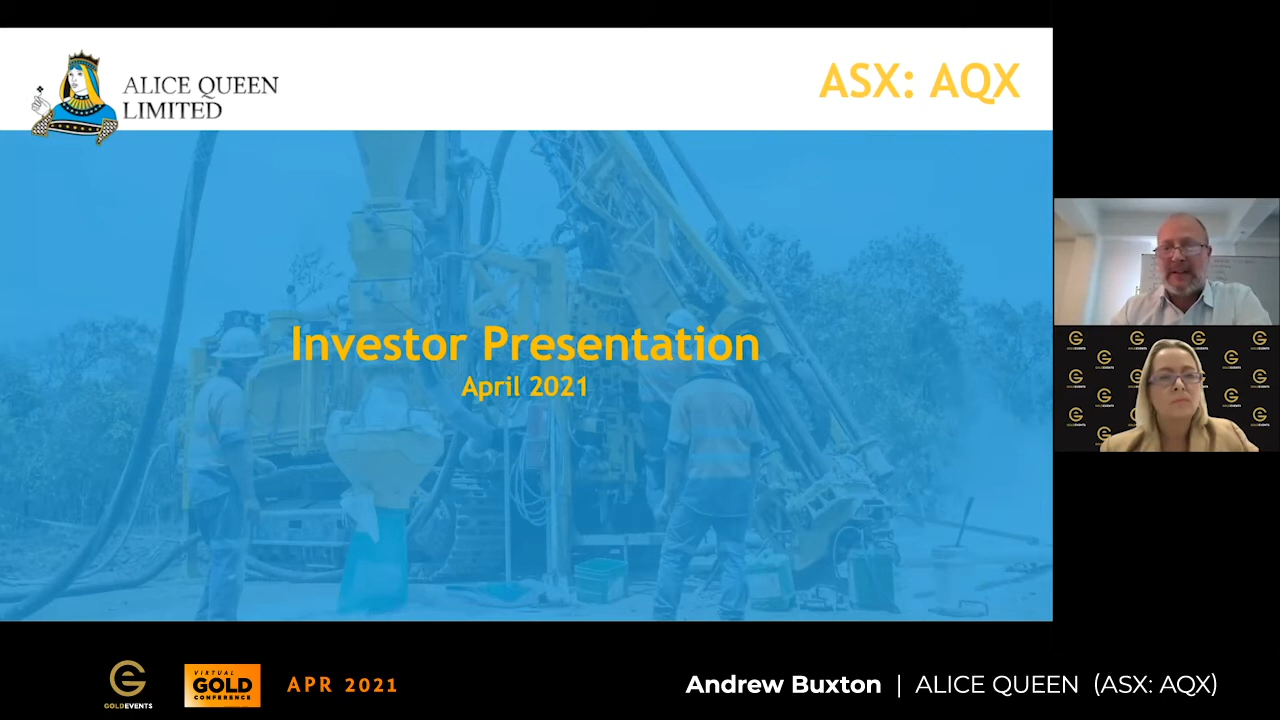 ALICE QUEEN
LIMITED
ASX: AQX
Investor Presentation
April 2021
GOLDEVENTS
VIRTUAL
GOLD
CONFERENCE
APR 2021
Andrew Buxton | ALICE QUEEN (ASX: AQX)